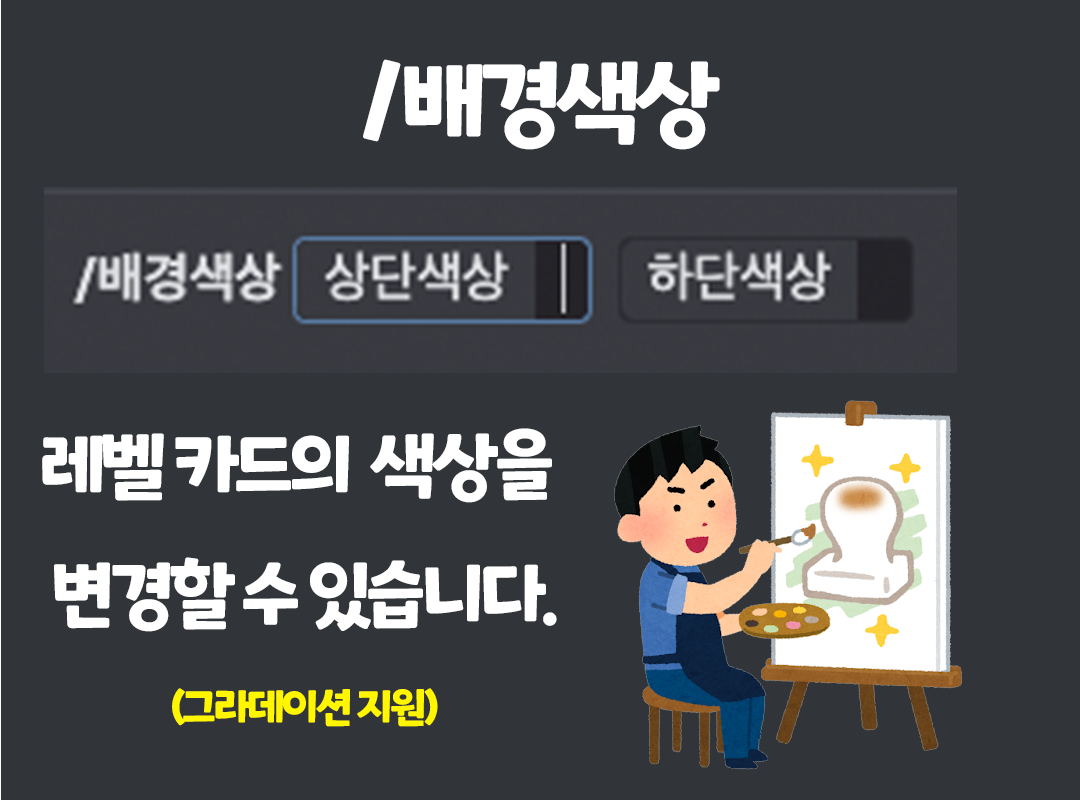 /배경색상
/배경색상 상단색상 하단색상
레벨 카드의 색상을
변경할 수 있습니다.
(그라데이션 지원)